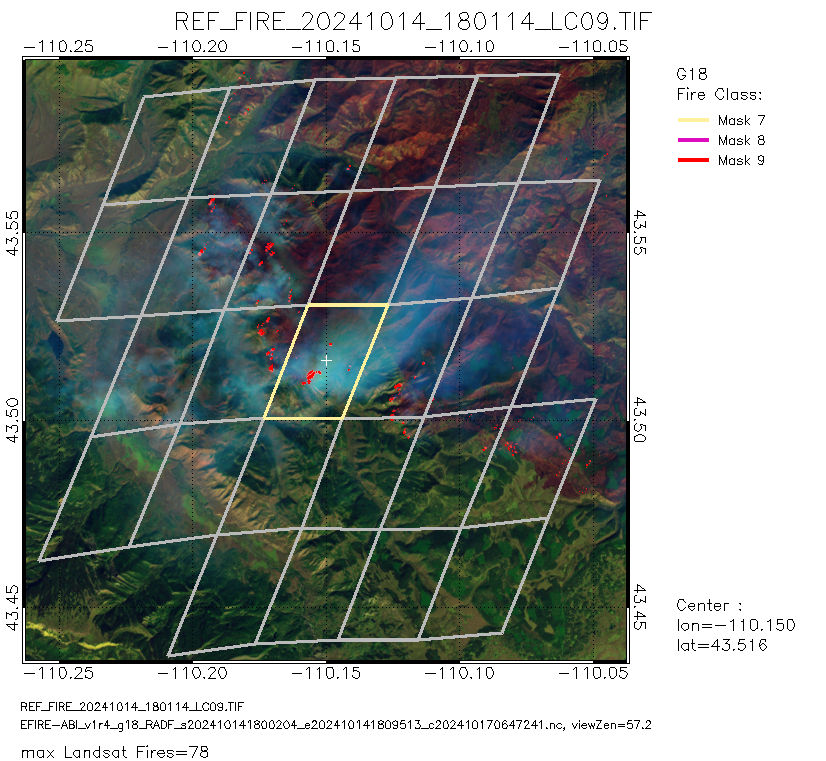 REF_FIRE_20241014_180114_LC09.TIF
-110.25 -110.20 -110.15 -110.10 -110.05
G18
Fire Class:
Mask 7
Mask 8
Mask 9
43.55 43.55
43.50 43.50
43.45 43.45
Center :
lon=-110.150
lat=43.516
-110.25 -110.20 -110.15 -110.10 -110.05
REF_FIRE_20241014_180114_LC09.TIF
EFIRE-ABI_v1r4_g18_RADF_s202410141800204_e202410141809513_c202410170647241.nc, viewZen=57.2
max Landsat Fires=78